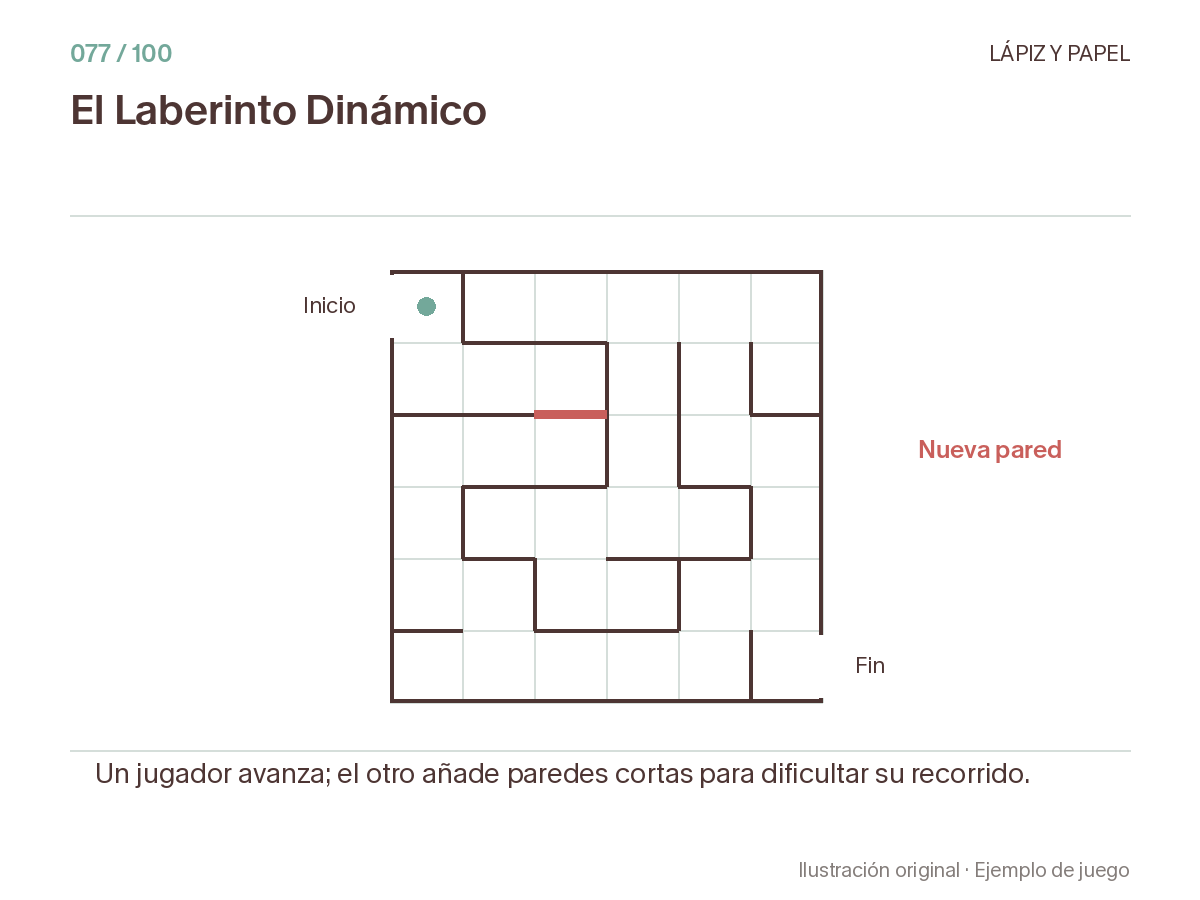 077 / 100
LÁPIZ Y PAPEL
El Laberinto Dinámico
Inicio
Nueva pared
Fin
Un jugador avanza; el otro añade paredes cortas para dificultar su recorrido.
Ilustración original · Ejemplo de juego